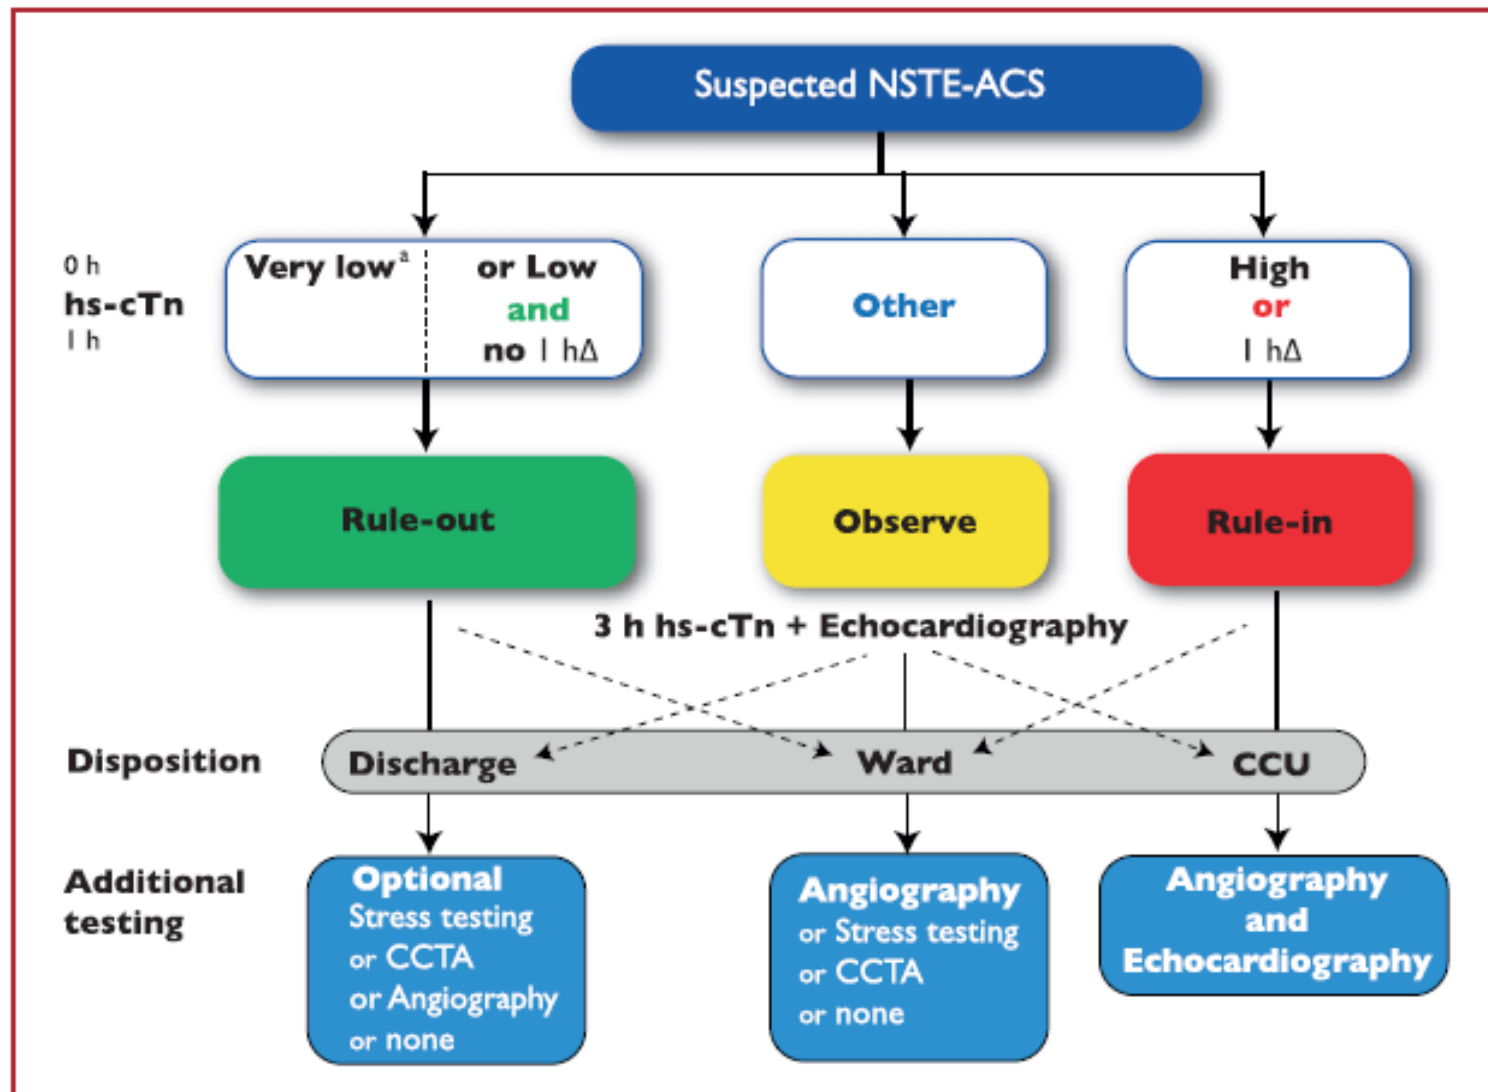 Suspected NSTE-ACS
0 h
hs-cTn
1 h
Very lowᵃ
or Low
and
no 1 hΔ
Other
High
or
1 hΔ
Rule-out
Observe
Rule-in
3 h hs-cTn + Echocardiography
Disposition
Discharge
Ward
CCU
Additional
testing
Optional
Stress testing
or CCTA
or Angiography
or none
Angiography
or Stress testing
or CCTA
or none
Angiography
and
Echocardiography